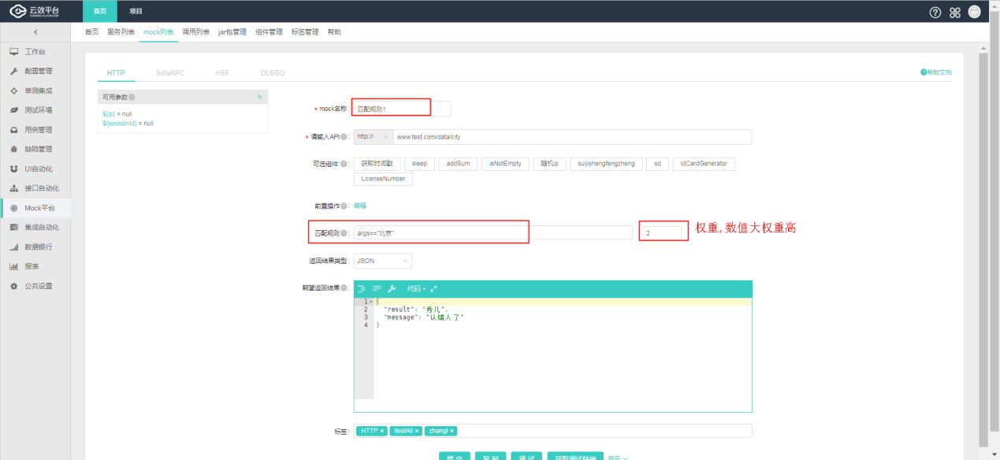 云效平台 首页 项目
首页 服务列表 mock列表 调用列表 jar包管理 组件管理 标签管理 帮助
工作台
配置管理
单测集成
测试环境
用例管理
缺陷管理
UI自动化
接口自动化
Mock平台
集成自动化
数据银行
报表
公共设置
HTTP SofaRPC HSF DUBBO
帮助文档
可用参数
${ip} = null
${sessionId} = null
* mock名称: 匹配规则1
* 请输入API: http:// www.test.com/data/city
可选组件: 获取时间戳 sleep addSum isNotEmpty 随机ip suijishengfengzheng sd IdCardGenerator
LicenseNumber
前置操作: 编辑
匹配规则: args=="北京" 2 权重,数值大权重高
返回结果类型: JSON
期望返回结果: 代码
1 {
2 "result": "秀儿",
3 "message": "认错人了"
4 }
标签: HTTP × itestAli × zhangl ×
提交 复制 测试 获取测试链接 展开